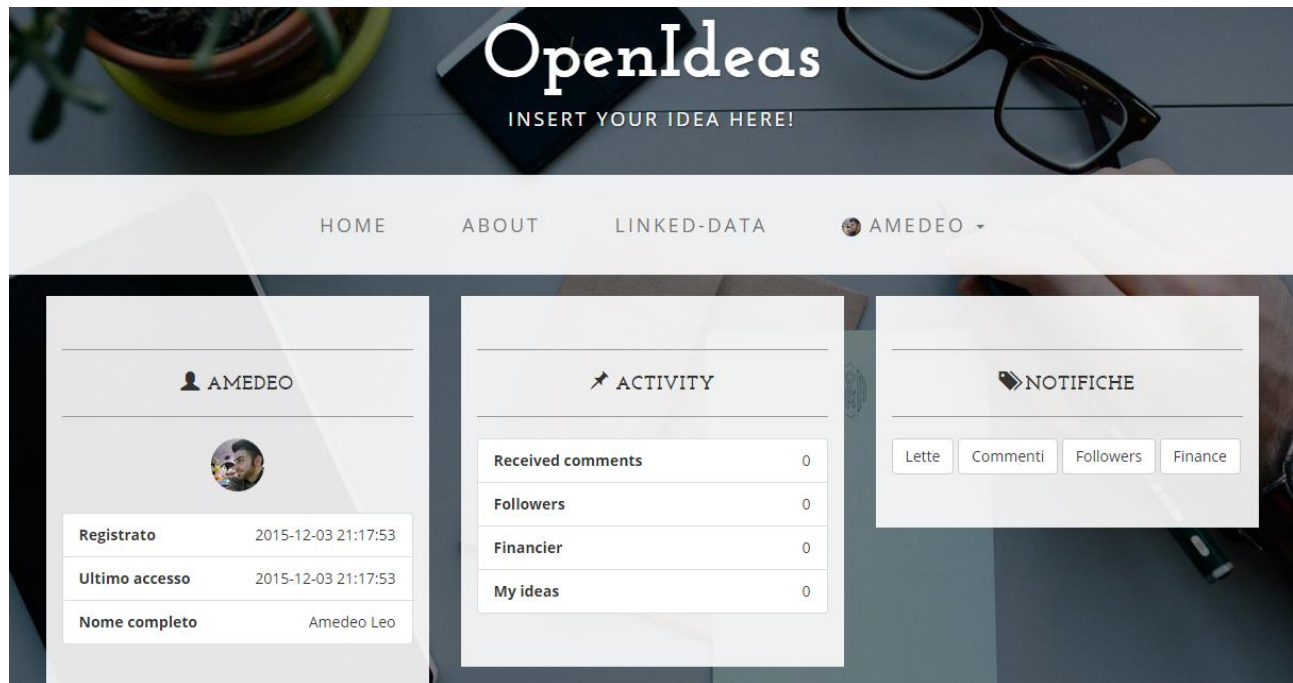 OpenIdeas
INSERT YOUR IDEA HERE!
HOME ABOUT LINKED-DATA AMEDEO
AMEDEO
Registrato 2015-12-03 21:17:53
Ultimo accesso 2015-12-03 21:17:53
Nome completo Amedeo Leo
ACTIVITY
Received comments 0
Followers 0
Financier 0
My ideas 0
NOTIFICHE
Lette Commenti Followers Finance